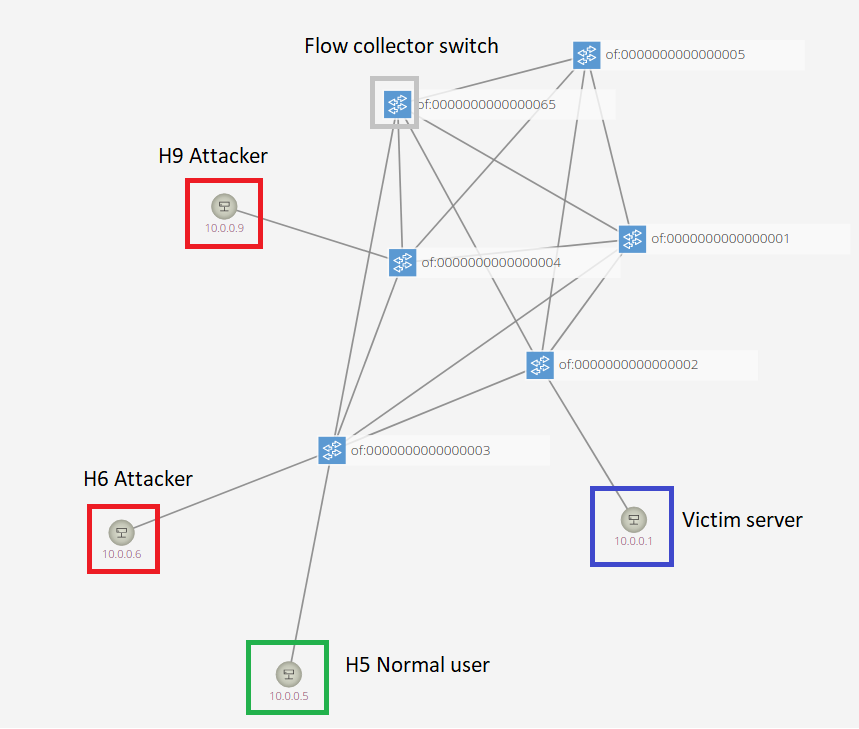 Flow collector switch
of:0000000000000005
of:0000000000000065
H9 Attacker
10.0.0.9
of:0000000000000001
of:0000000000000004
of:0000000000000002
of:0000000000000003
H6 Attacker
10.0.0.6
Victim server
10.0.0.1
H5 Normal user
10.0.0.5